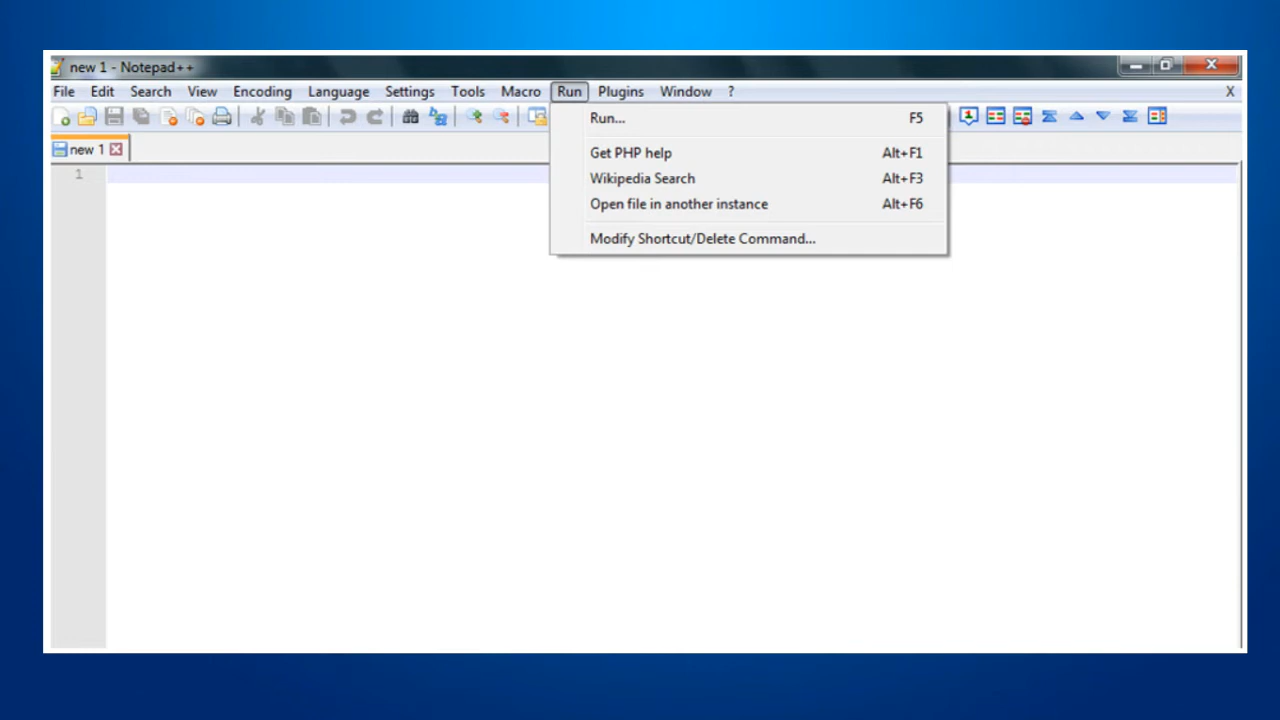 new 1 - Notepad++
File Edit Search View Encoding Language Settings Tools Macro Run Plugins Window ? X
new 1
1
Run... F5
Get PHP help Alt+F1
Wikipedia Search Alt+F3
Open file in another instance Alt+F6
Modify Shortcut/Delete Command...